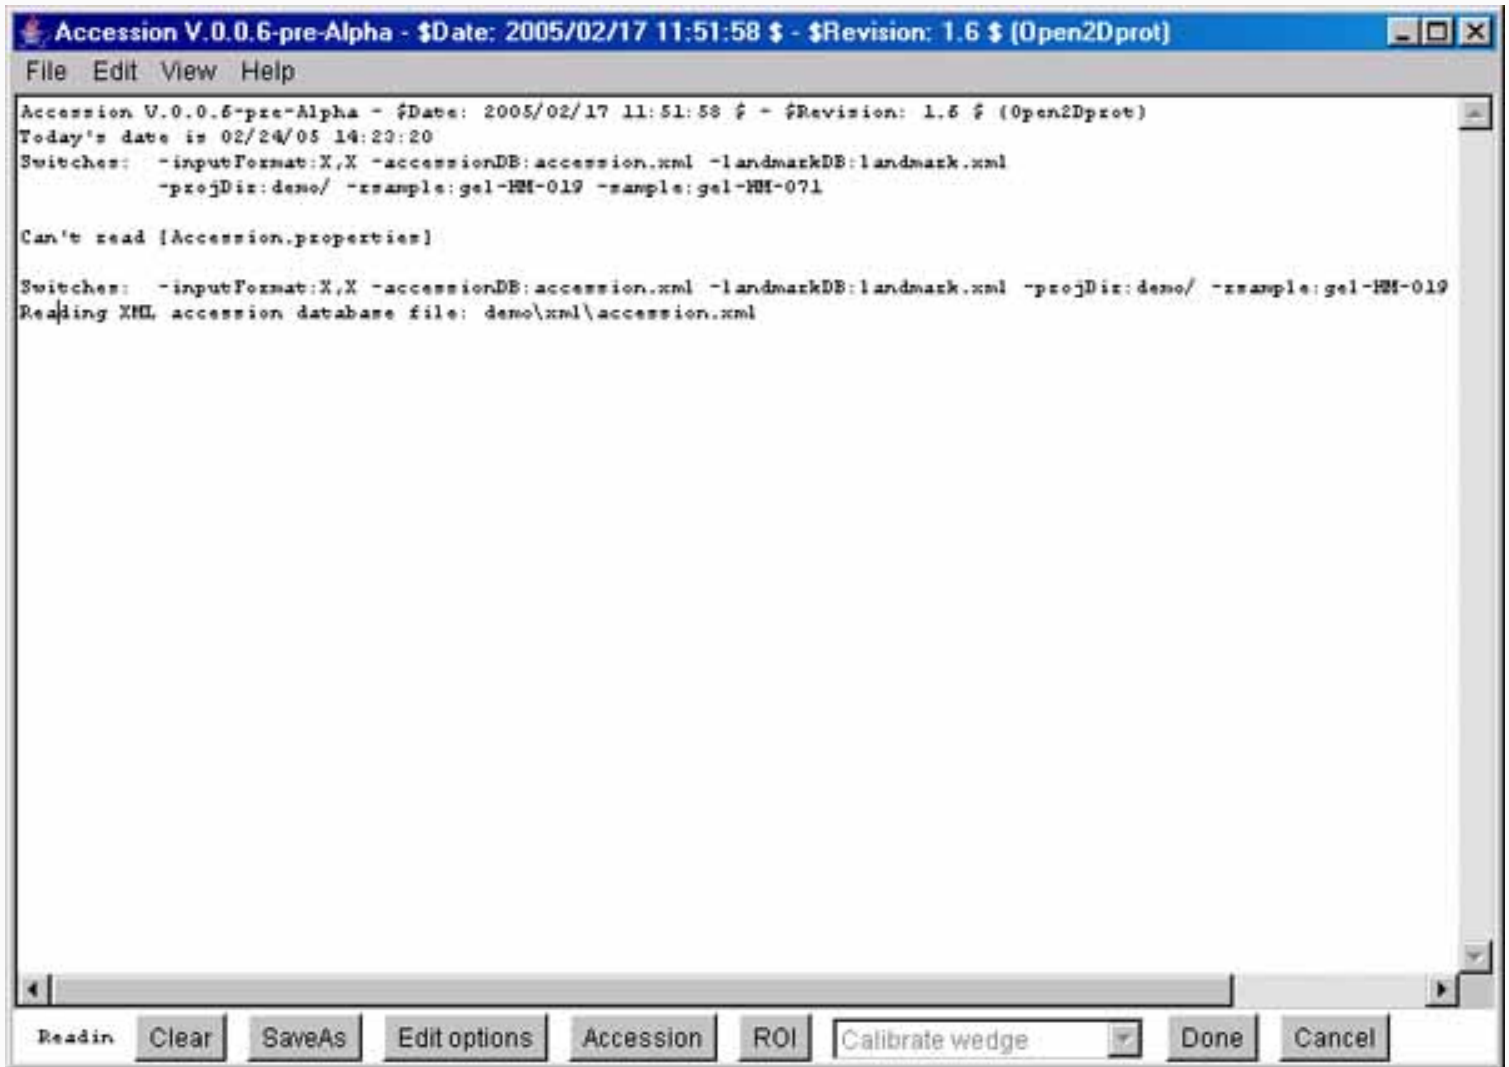 Accession V.0.0.6-pre-Alpha - $Date: 2005/02/17 11:51:58 $ - $Revision: 1.6 $ (Open2Dprot)
File Edit View Help
Accession V.0.0.6-pre-Alpha - $Date: 2005/02/17 11:51:58 $ - $Revision: 1.6 $ (Open2Dprot)
Today's date is 02/24/05 14:23:20
Switches: -inputFormat:X,X -accessionDB:accession.xml -landmarkDB:landmark.xml
-projDir:demo/ -rsample:gel-HM-019 -sample:gel-HM-071
Can't read [Accession.properties]
Switches: -inputFormat:X,X -accessionDB:accession.xml -landmarkDB:landmark.xml -projDir:demo/ -rsample:gel-HM-019
Reading XML accession database file: demo\xml\accession.xml
Readin Clear SaveAs Edit options Accession ROI Calibrate wedge Done Cancel